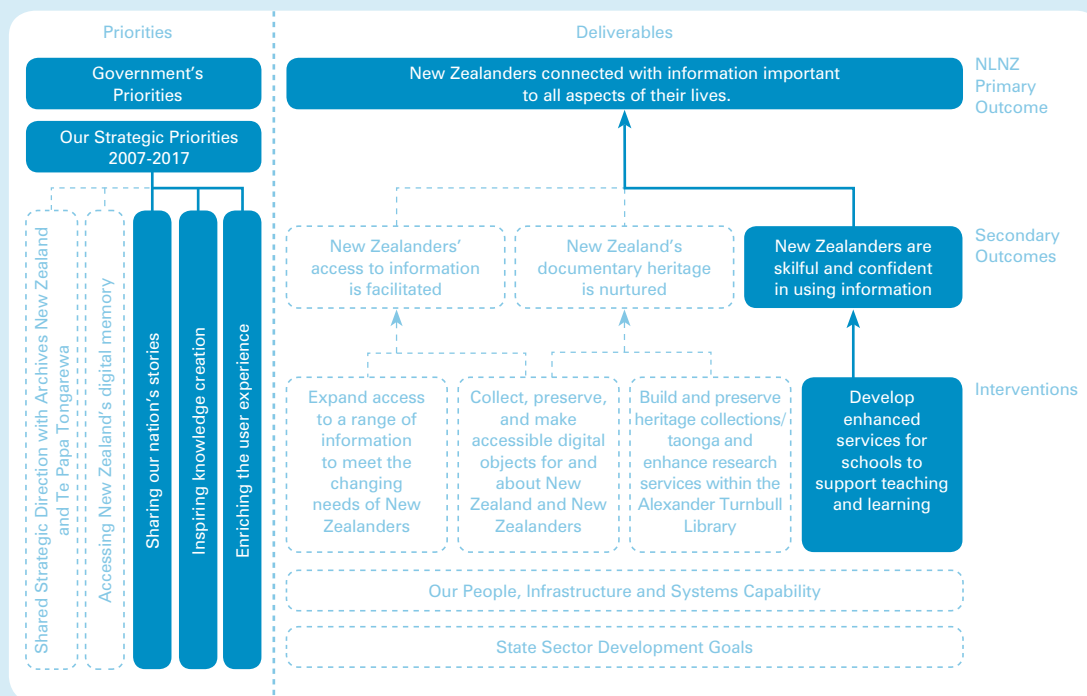 Priorities
Government's
Priorities
Our Strategic Priorities
2007-2017
Shared Strategic Direction with Archives New Zealand
and Te Papa Tongarewa
Accessing New Zealand's digital memory
Sharing our nation's stories
Inspiring knowledge creation
Enriching the user experience
Deliverables
New Zealanders connected with information important
to all aspects of their lives.
NLNZ
Primary
Outcome
New Zealanders'
access to information
is facilitated
New Zealand's
documentary heritage
is nurtured
New Zealanders are
skilful and confident
in using information
Secondary
Outcomes
Expand access
to a range of
information
to meet the
changing
needs of New
Zealanders
Collect, preserve,
and make
accessible digital
objects for and
about New
Zealand and New
Zealanders
Build and preserve
heritage collections/
taonga and
enhance research
services within the
Alexander Turnbull
Library
Develop
enhanced
services for
schools to
support teaching
and learning
Interventions
Our People, Infrastructure and Systems Capability
State Sector Development Goals